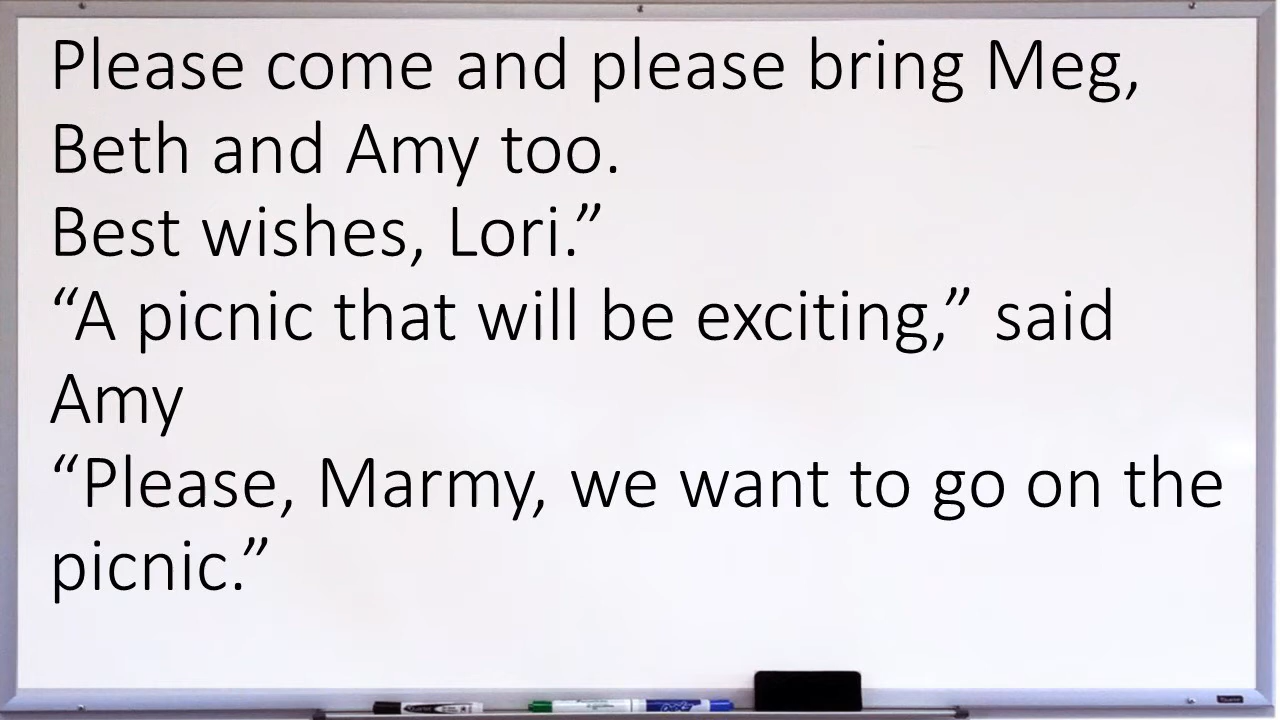 Please come and please bring Meg,
Beth and Amy too.
Best wishes, Lori.”
“A picnic that will be exciting,” said
Amy
“Please, Marmy, we want to go on the
picnic.”